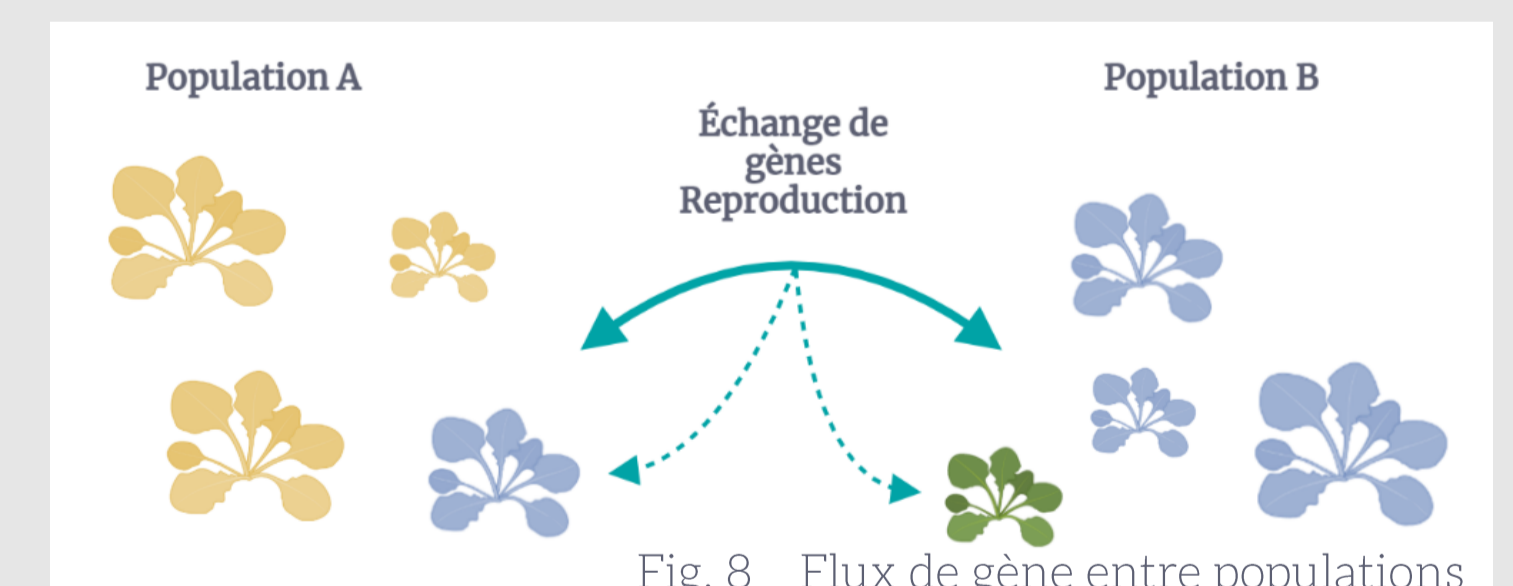 Population A
Population B
Échange de
gènes
Reproduction
Fig. 8 Flux de gène entre populations